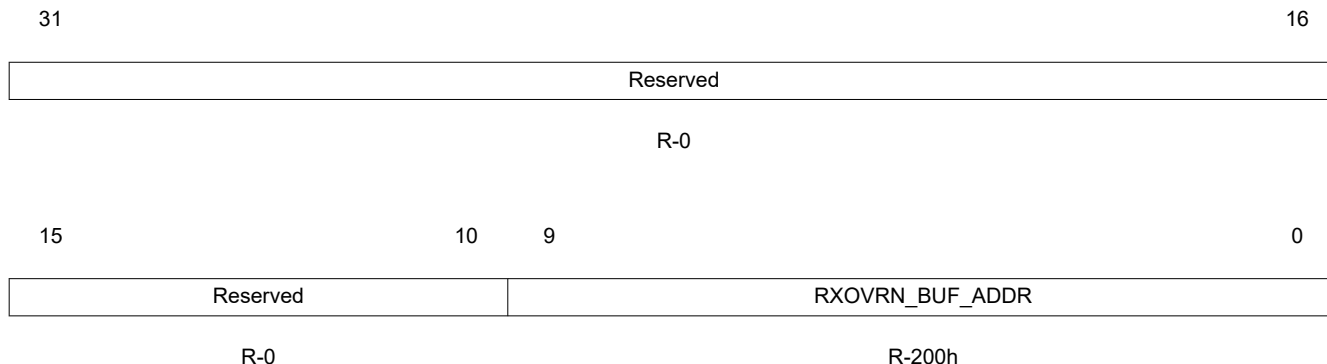 31 16
Reserved
R-0
15 10 9 0
Reserved RXOVRN_BUF_ADDR
R-0 R-200h